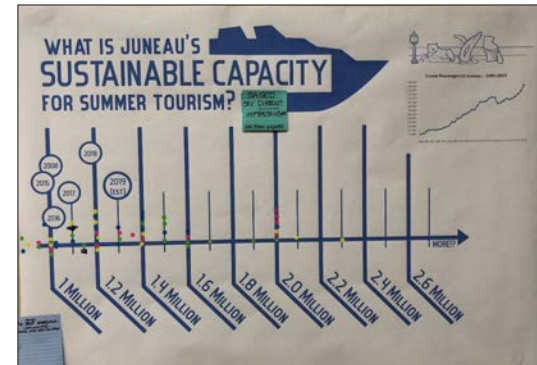 WHAT IS JUNEAU'S
SUSTAINABLE CAPACITY
FOR SUMMER TOURISM?
BASED
ON CURRENT
2008
2015
2016
2017
2018
2019
(EST)
MORE!?
1 MILLION
1.2 MILLION
1.4 MILLION
1.6 MILLION
1.8 MILLION
2.0 MILLION
2.2 MILLION
2.4 MILLION
2.6 MILLION